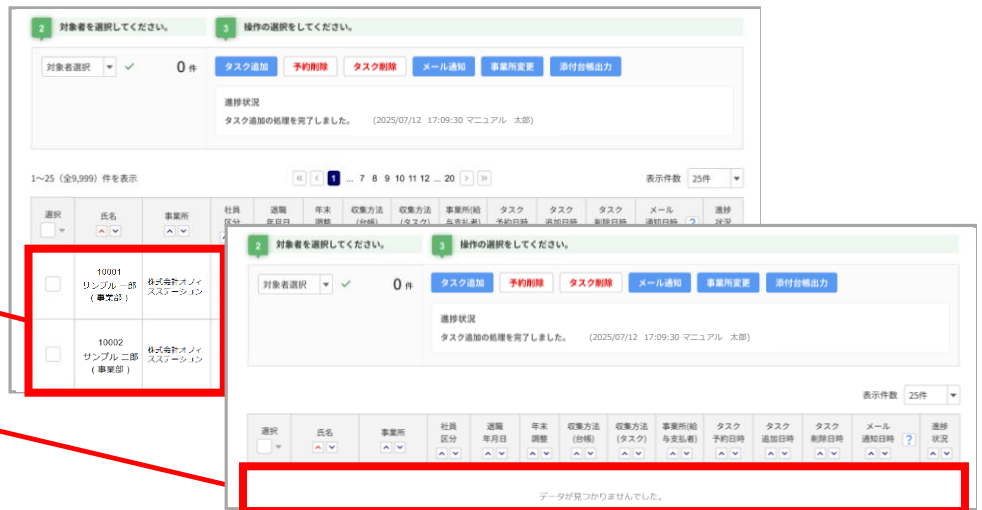 2 対象者を選択してください。
3 操作の選択をしてください。
対象者選択 0 件
タスク追加 予約削除 タスク削除 メール通知 事業所変更 添付台帳出力
進捗状況
タスク追加の処理を完了しました。 (2025/07/12 17:09:30 マニュアル 太郎)
1~25(全9,999)件を表示
1 ... 7 8 9 10 11 12 ... 20
表示件数 25件
選択 氏名 事業所 社員区分 退職年月日 年末調整 収集方法(台帳) 収集方法(タスク) 事業所(給与支払者) タスク予約日時 タスク追加日時 タスク削除日時 メール通知日時 ? 進捗状況
10001
サンプル 一郎
(事業部)
株式会社オフィ
スステーション
10002
サンプル 二郎
(事業部)
株式会社オフィ
スステーション
2 対象者を選択してください。
3 操作の選択をしてください。
対象者選択 0 件
タスク追加 予約削除 タスク削除 メール通知 事業所変更 添付台帳出力
進捗状況
タスク追加の処理を完了しました。 (2025/07/12 17:09:30 マニュアル 太郎)
表示件数 25件
選択 氏名 事業所 社員区分 退職年月日 年末調整 収集方法(台帳) 収集方法(タスク) 事業所(給与支払者) タスク予約日時 タスク追加日時 タスク削除日時 メール通知日時 ? 進捗状況
データが見つかりませんでした。